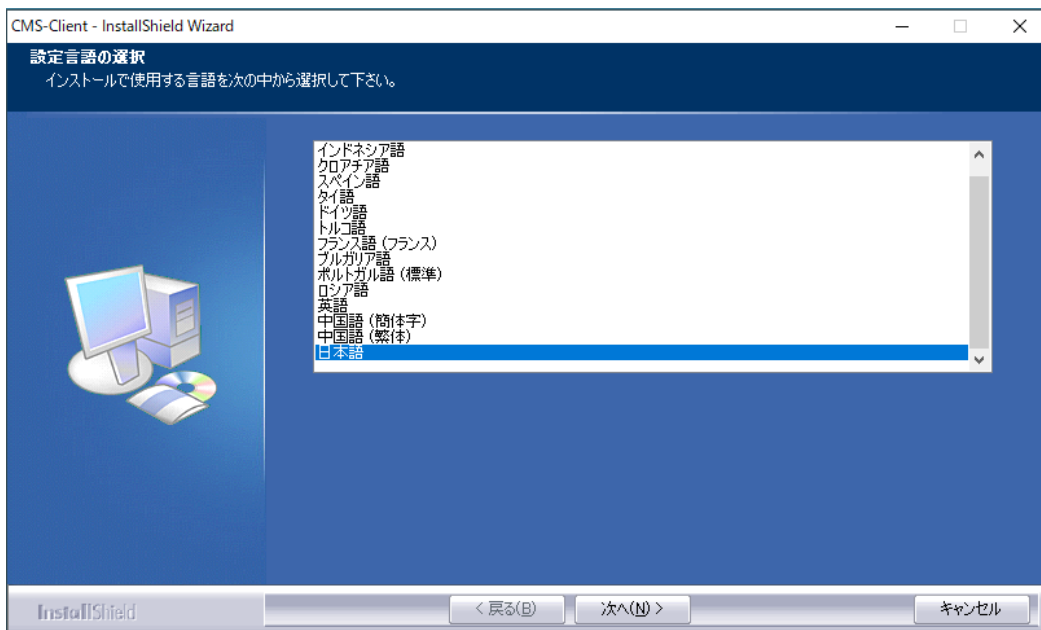 CMS-Client - InstallShield Wizard
設定言語の選択
インストールで使用する言語を次の中から選択して下さい。
インドネシア語
クロアチア語
スペイン語
タイ語
ドイツ語
トルコ語
フランス語 (フランス)
ブルガリア語
ポルトガル語 (標準)
ロシア語
英語
中国語 (簡体字)
中国語 (繁体)
日本語
InstallShield
< 戻る(B)
次へ(N) >
キャンセル